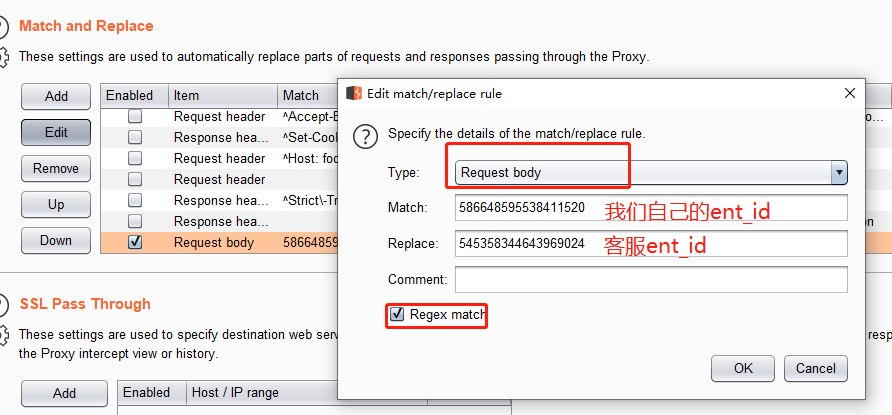 Match and Replace
These settings are used to automatically replace parts of requests and responses passing through the Proxy.
Add
Edit
Remove
Up
Down
Enabled Item Match
Request header ^Accept-E
Response hea... ^Set-Cook
Request header ^Host: foo
Request header
Response hea... ^Strict\-Tr
Response hea...
Request body 58664859
Edit match/replace rule
Specify the details of the match/replace rule.
Type: Request body
Match: 586648595538411520 我们自己的ent_id
Replace: 545358344643969024 客服ent_id
Comment:
Regex match
OK Cancel
SSL Pass Through
These settings are used to specify destination web serv
the Proxy intercept view or history.
Add
Enabled Host / IP range